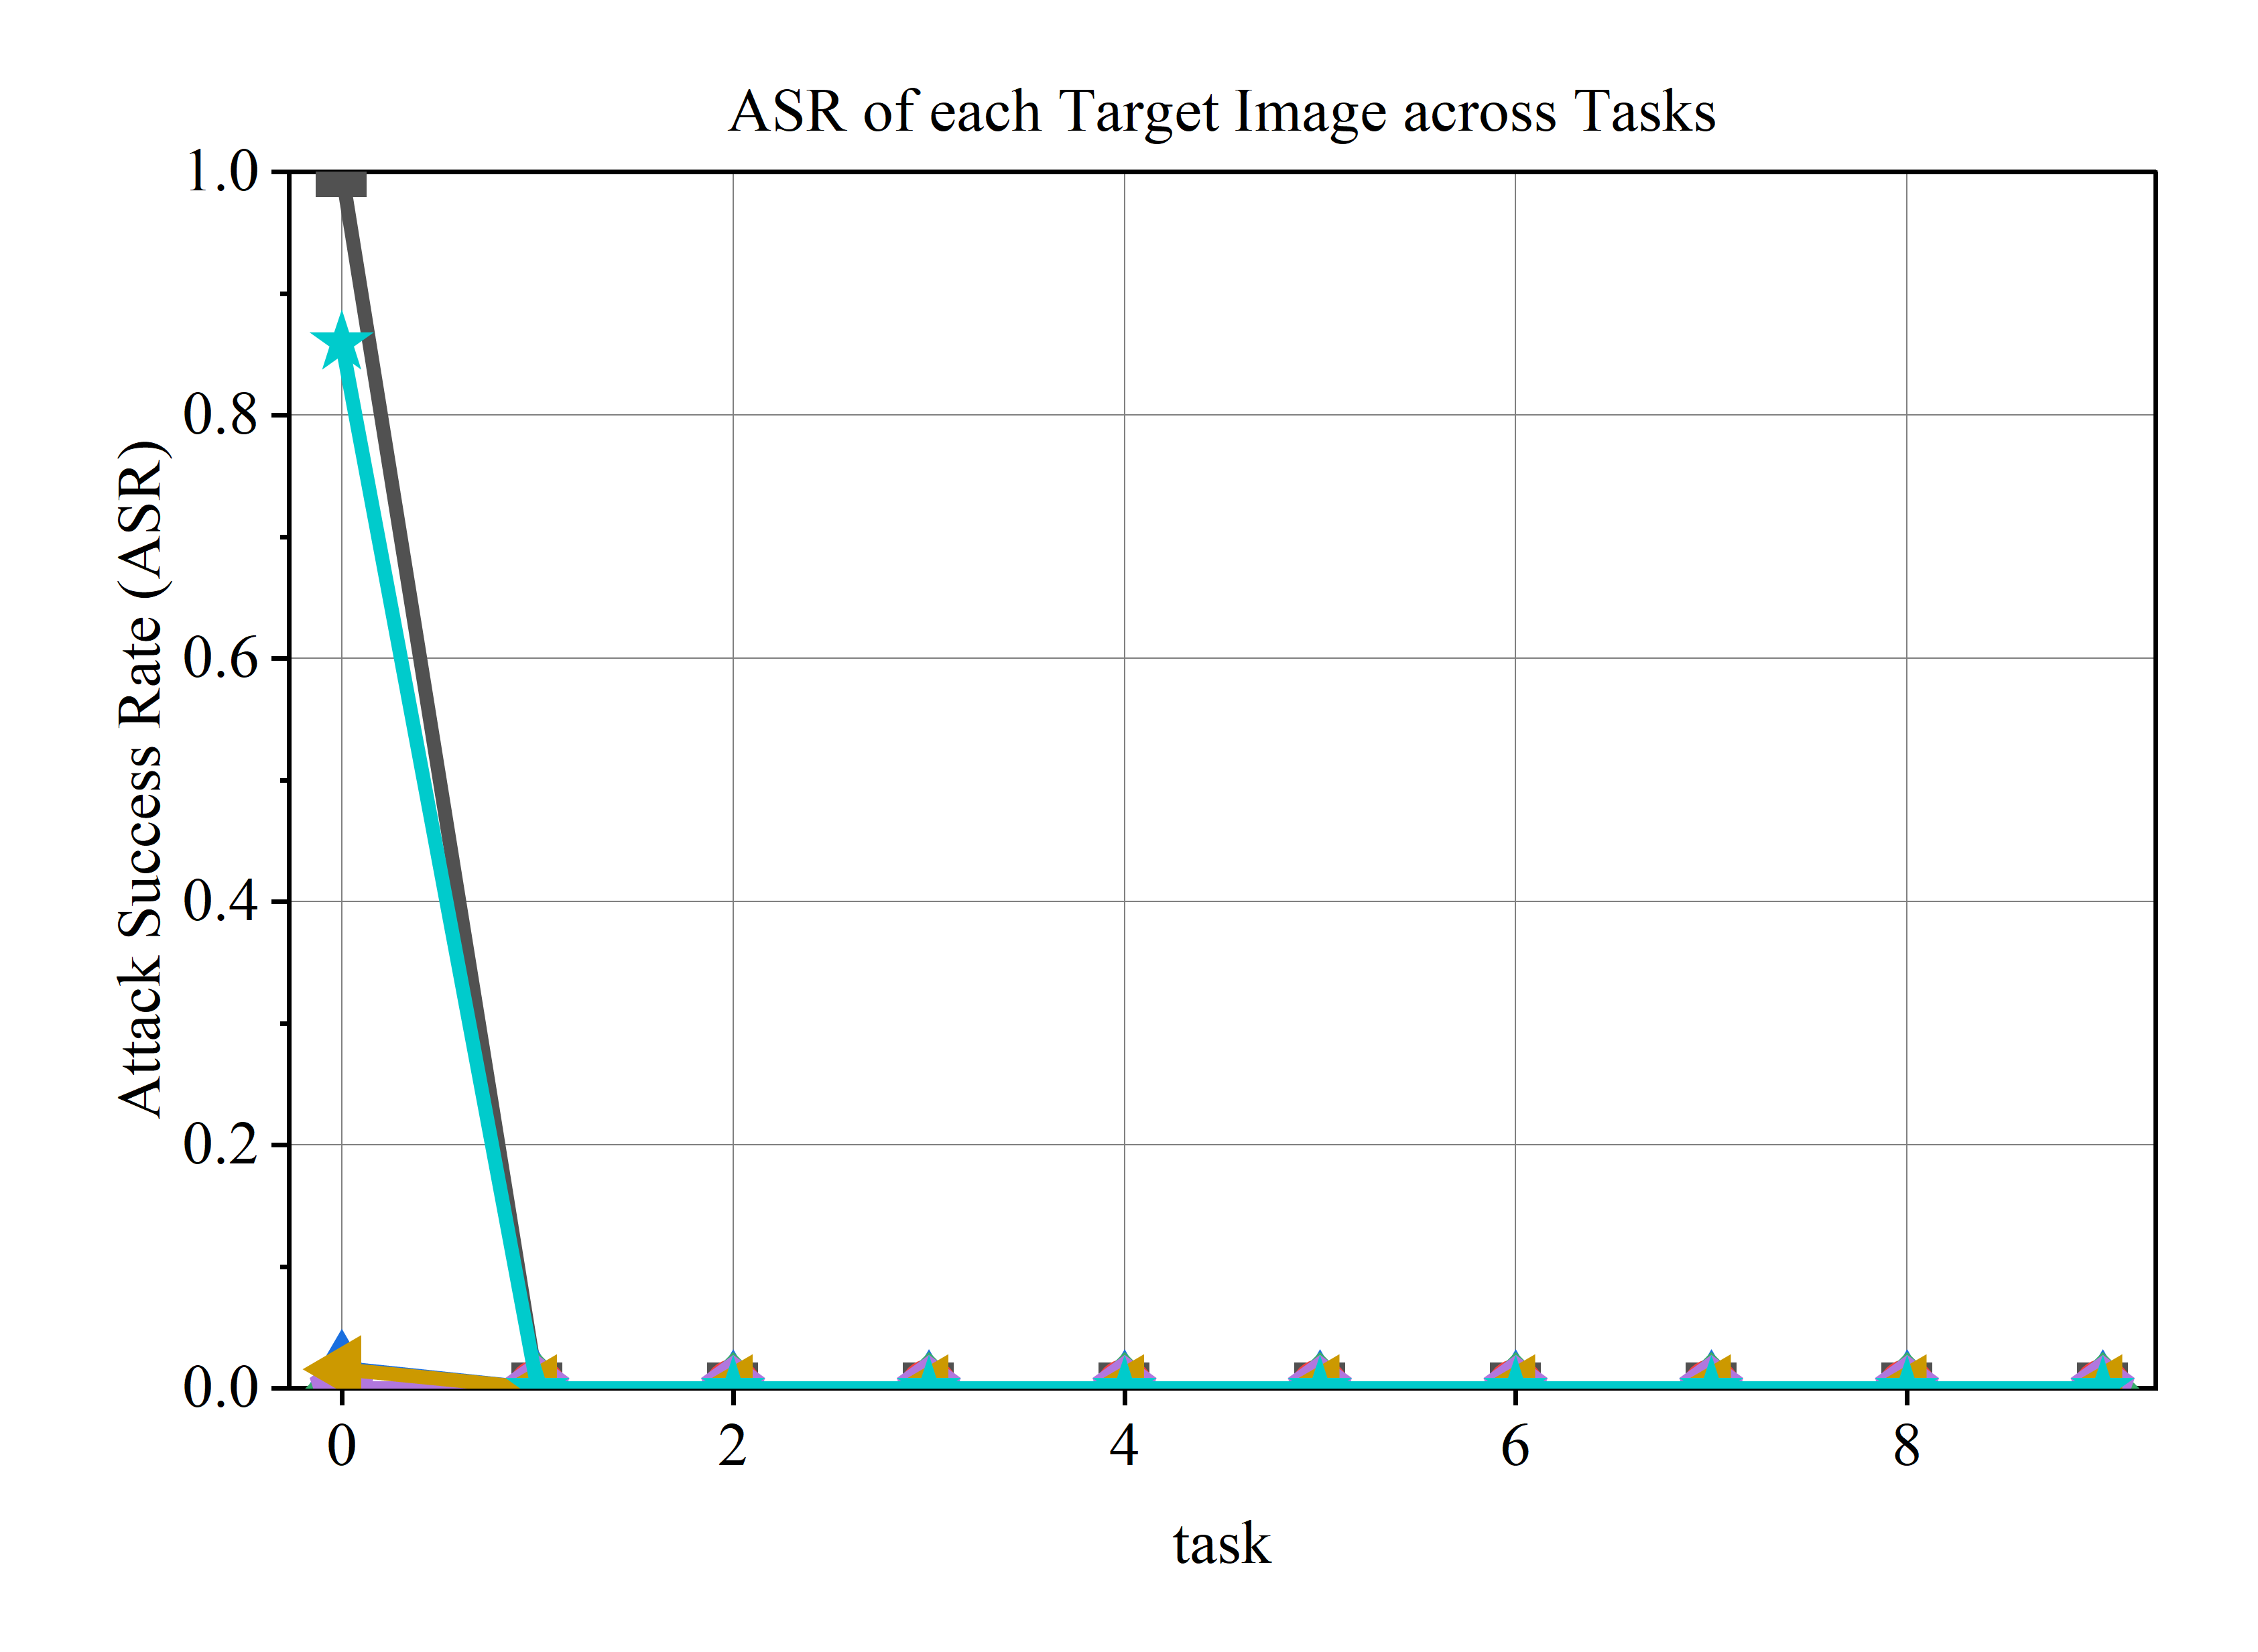 ASR of each Target Image across Tasks
1.0
0.8
0.6
0.4
0.2
0.0
Attack Success Rate (ASR)
0 2 4 6 8
task